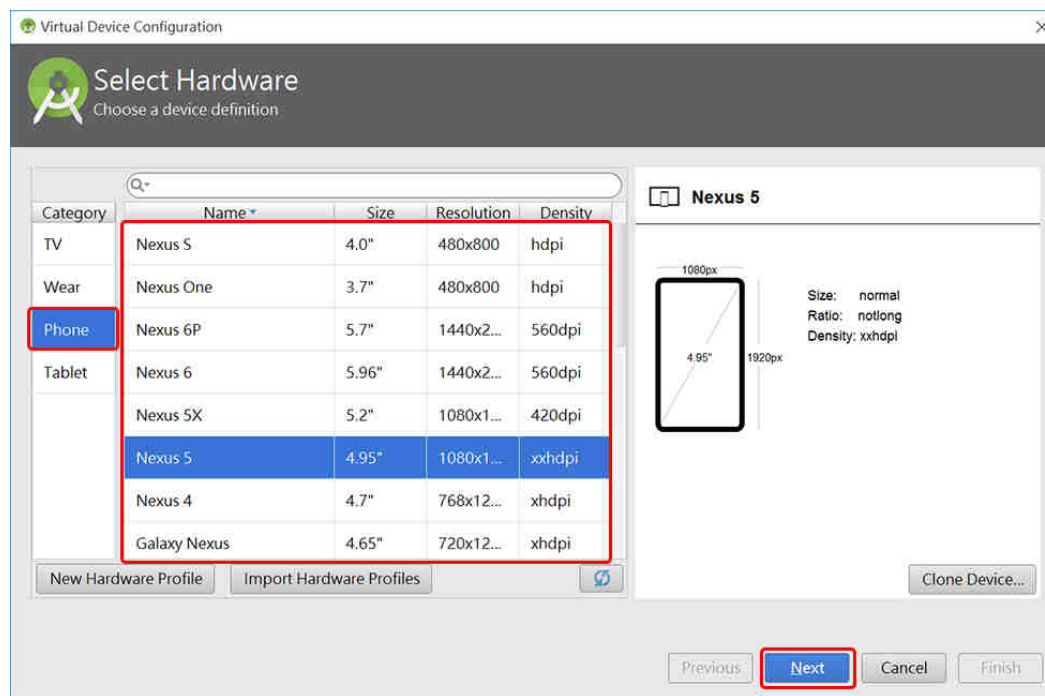 Virtual Device Configuration
Select Hardware
Choose a device definition
Category Name Size Resolution Density
TV
Wear
Phone
Tablet
Nexus S 4.0" 480x800 hdpi
Nexus One 3.7" 480x800 hdpi
Nexus 6P 5.7" 1440x2... 560dpi
Nexus 6 5.96" 1440x2... 560dpi
Nexus 5X 5.2" 1080x1... 420dpi
Nexus 5 4.95" 1080x1... xxhdpi
Nexus 4 4.7" 768x12... xhdpi
Galaxy Nexus 4.65" 720x12... xhdpi
New Hardware Profile Import Hardware Profiles
Nexus 5
1080px
4.95" 1920px
Size: normal
Ratio: notlong
Density: xxhdpi
Clone Device...
Previous Next Cancel Finish